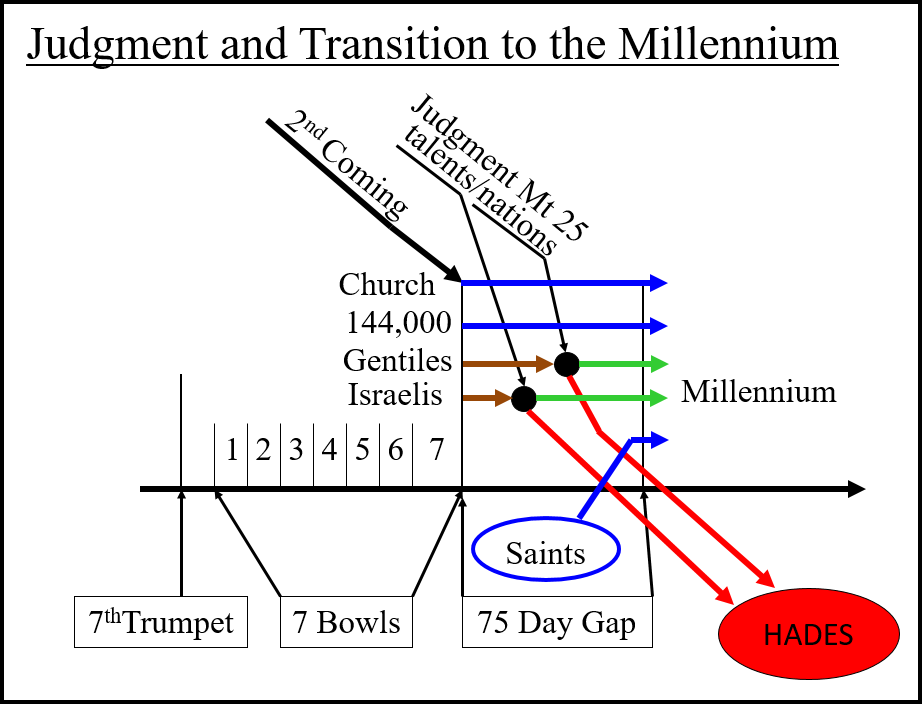 Judgment and Transition to the Millennium
2nd Coming
Judgment Mt 25
talents/nations
Church
144,000
Gentiles
Israelis
Millennium
1 2 3 4 5 6 7
Saints
7thTrumpet
7 Bowls
75 Day Gap
HADES